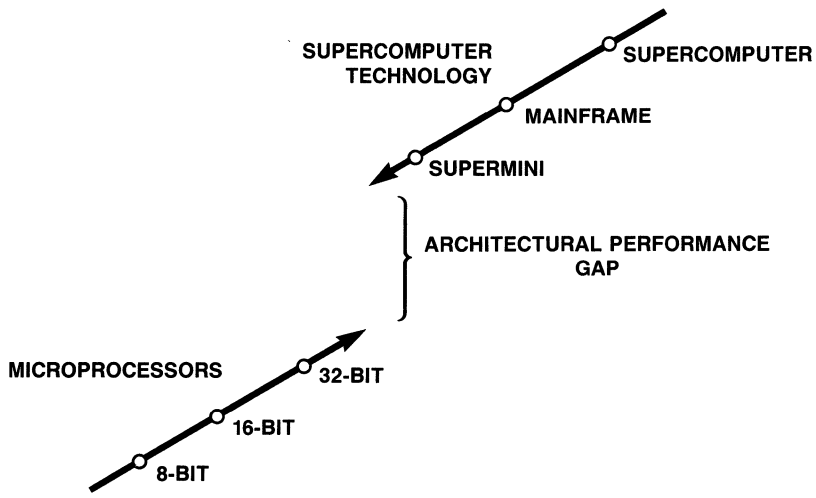 SUPERCOMPUTER
TECHNOLOGY
SUPERCOMPUTER
MAINFRAME
SUPERMINI
ARCHITECTURAL PERFORMANCE
GAP
MICROPROCESSORS
32-BIT
16-BIT
8-BIT